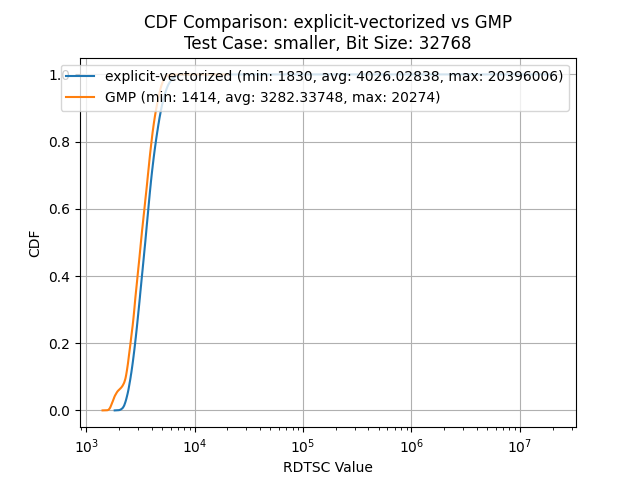 CDF Comparison: explicit-vectorized vs GMP
Test Case: smaller, Bit Size: 32768
explicit-vectorized (min: 1830, avg: 4026.02838, max: 20396006)
GMP (min: 1414, avg: 3282.33748, max: 20274)
CDF
1.0
0.8
0.6
0.4
0.2
0.0
10³ 10⁴ 10⁵ 10⁶ 10⁷
RDTSC Value